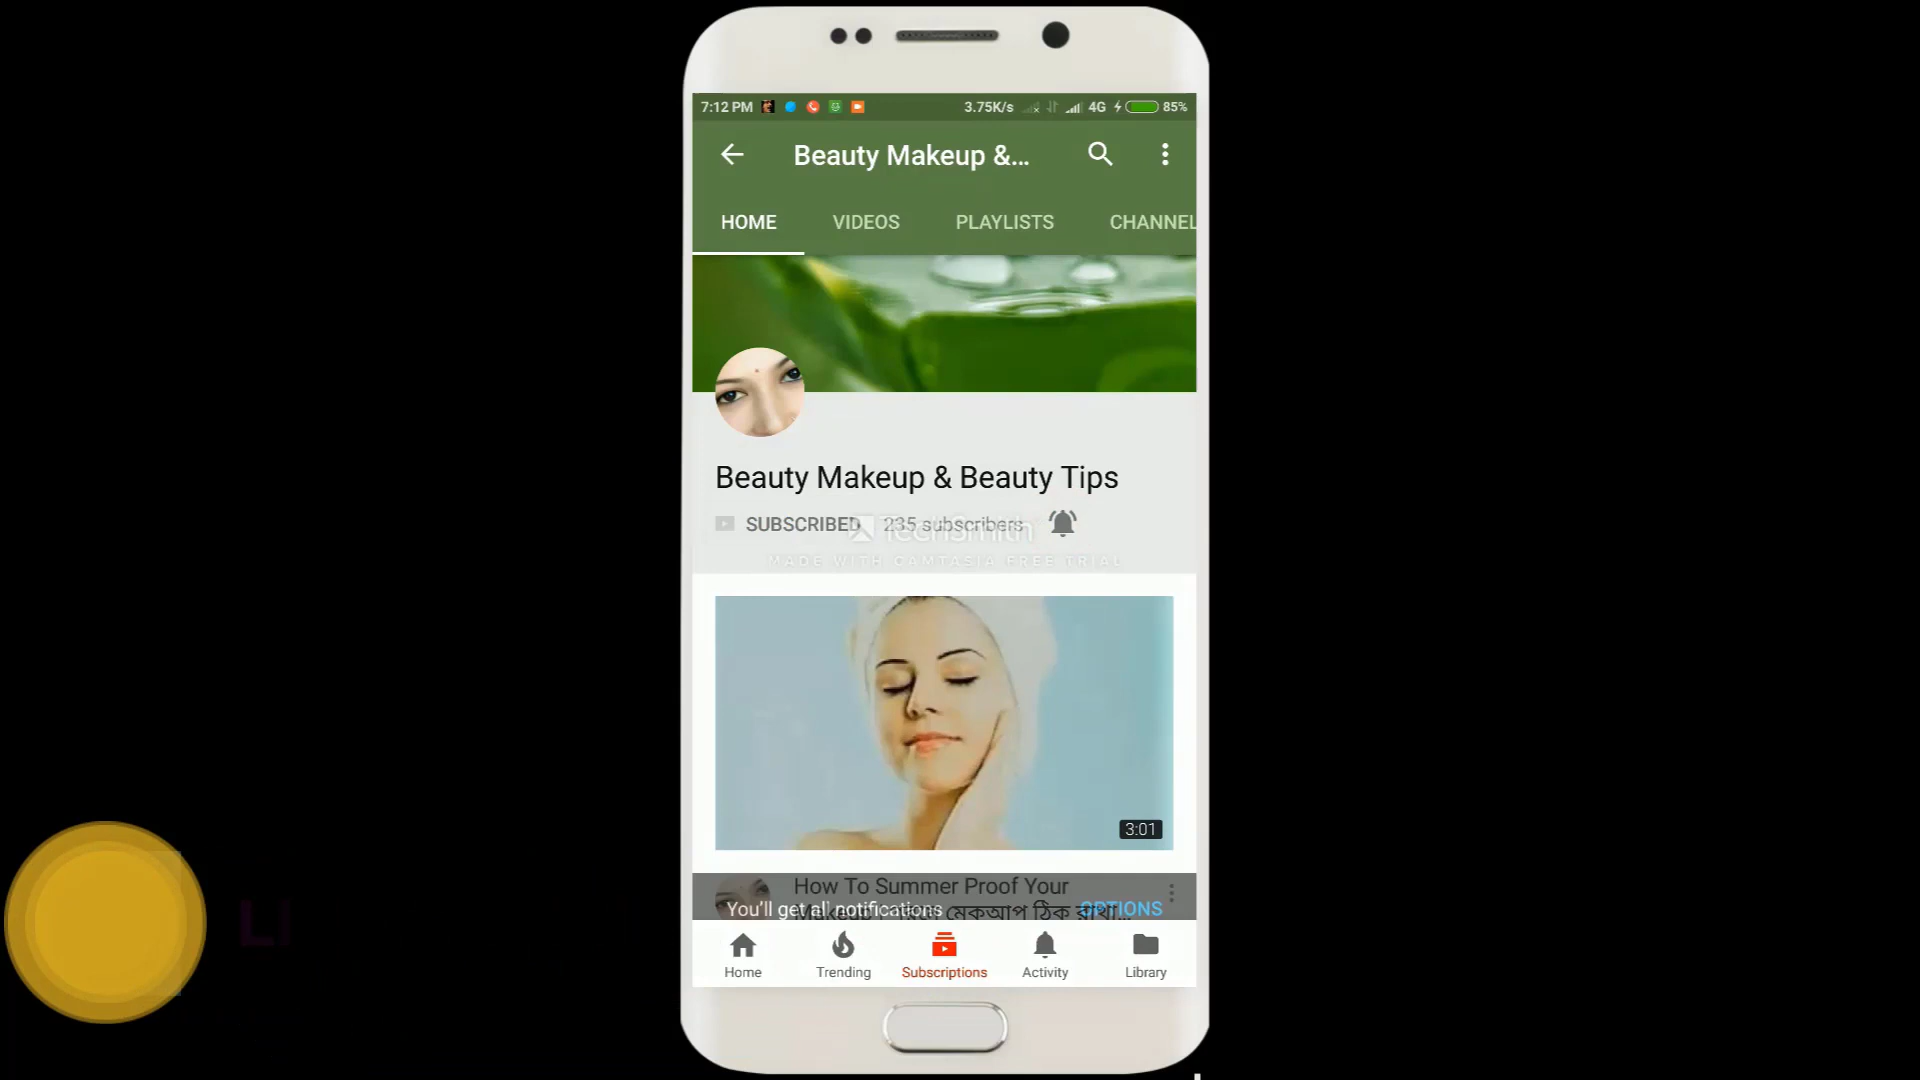 7:12 PM 3.75K/s 4G 85%
Beauty Makeup &...
HOME VIDEOS PLAYLISTS CHANNEL
Beauty Makeup & Beauty Tips
SUBSCRIBED 235 subscribers
TechSmith
MADE WITH CAMTASIA FREE TRIAL
3:01
How To Summer Proof Your
মেকআপ ঠিক রাখা...
You'll get all notifications OPTIONS
LI
Home Trending Subscriptions Activity Library